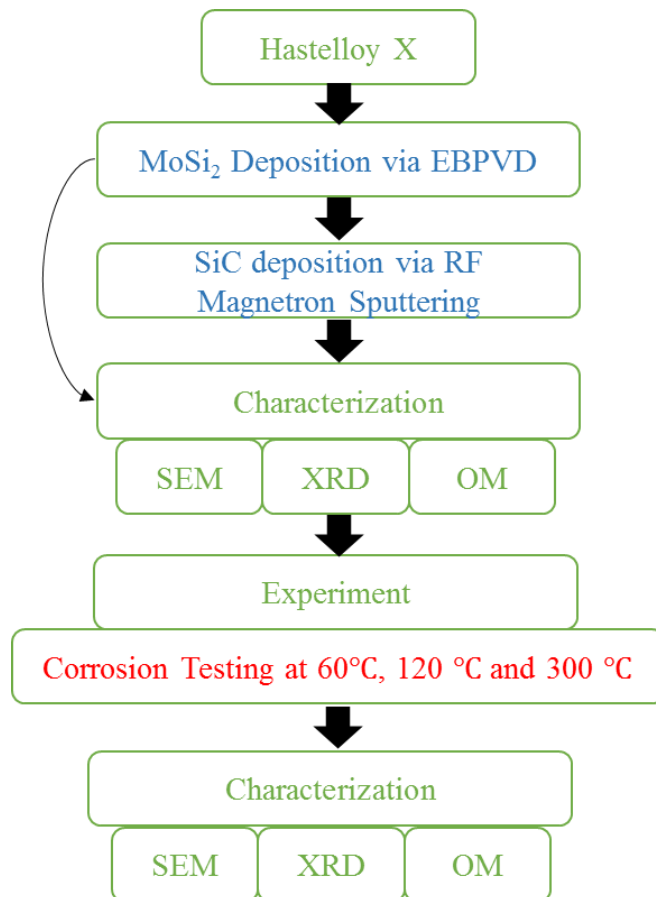 Hastelloy X
MoSi₂ Deposition via EBPVD
SiC deposition via RF
Magnetron Sputtering
Characterization
SEM XRD OM
Experiment
Corrosion Testing at 60℃, 120 ℃ and 300 ℃
Characterization
SEM XRD OM